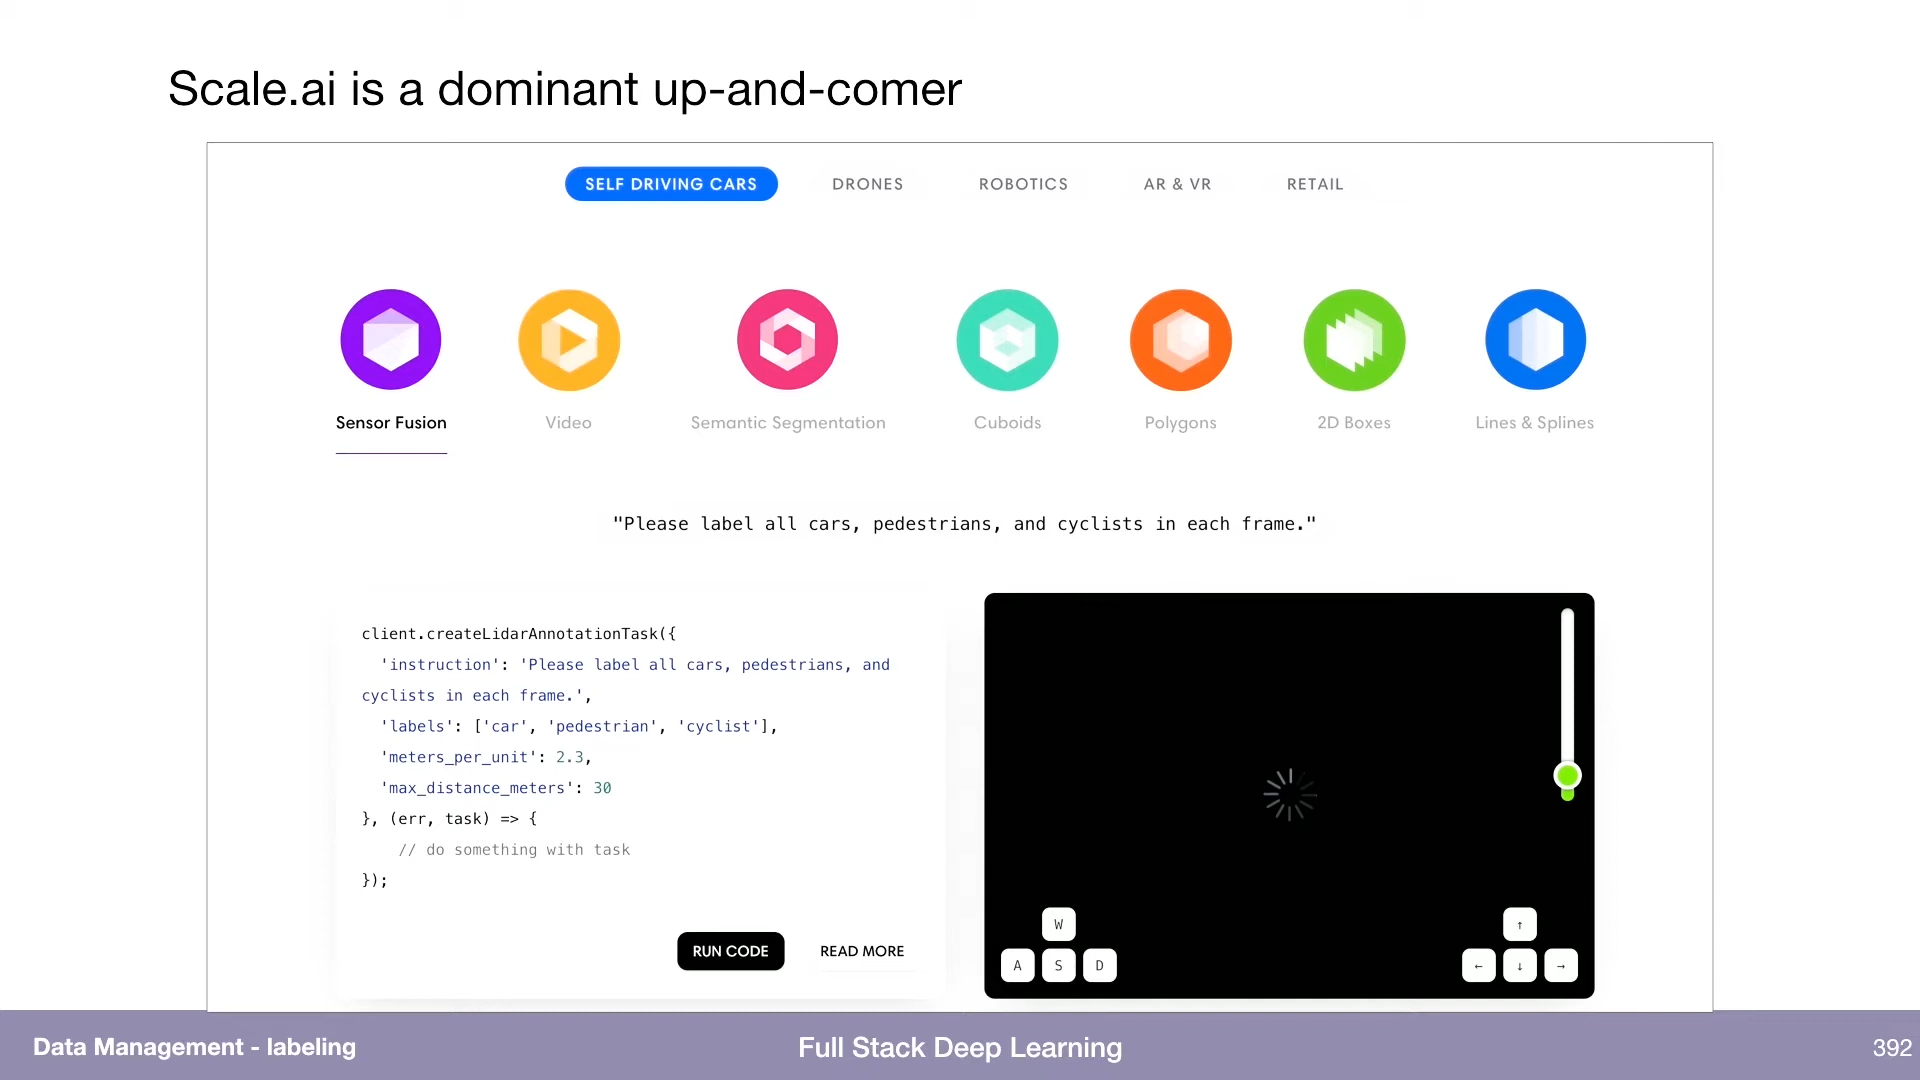 Scale.ai is a dominant up-and-comer
SELF DRIVING CARS DRONES ROBOTICS AR & VR RETAIL
Sensor Fusion Video Semantic Segmentation Cuboids Polygons 2D Boxes Lines & Splines
"Please label all cars, pedestrians, and cyclists in each frame."
client.createLidarAnnotationTask({
  'instruction': 'Please label all cars, pedestrians, and
cyclists in each frame.',
  'labels': ['car', 'pedestrian', 'cyclist'],
  'meters_per_unit': 2.3,
  'max_distance_meters': 30
}, (err, task) => {
    // do something with task
});
RUN CODE READ MORE
W
A S D
↑
← ↓ →
Data Management - labeling
Full Stack Deep Learning
392